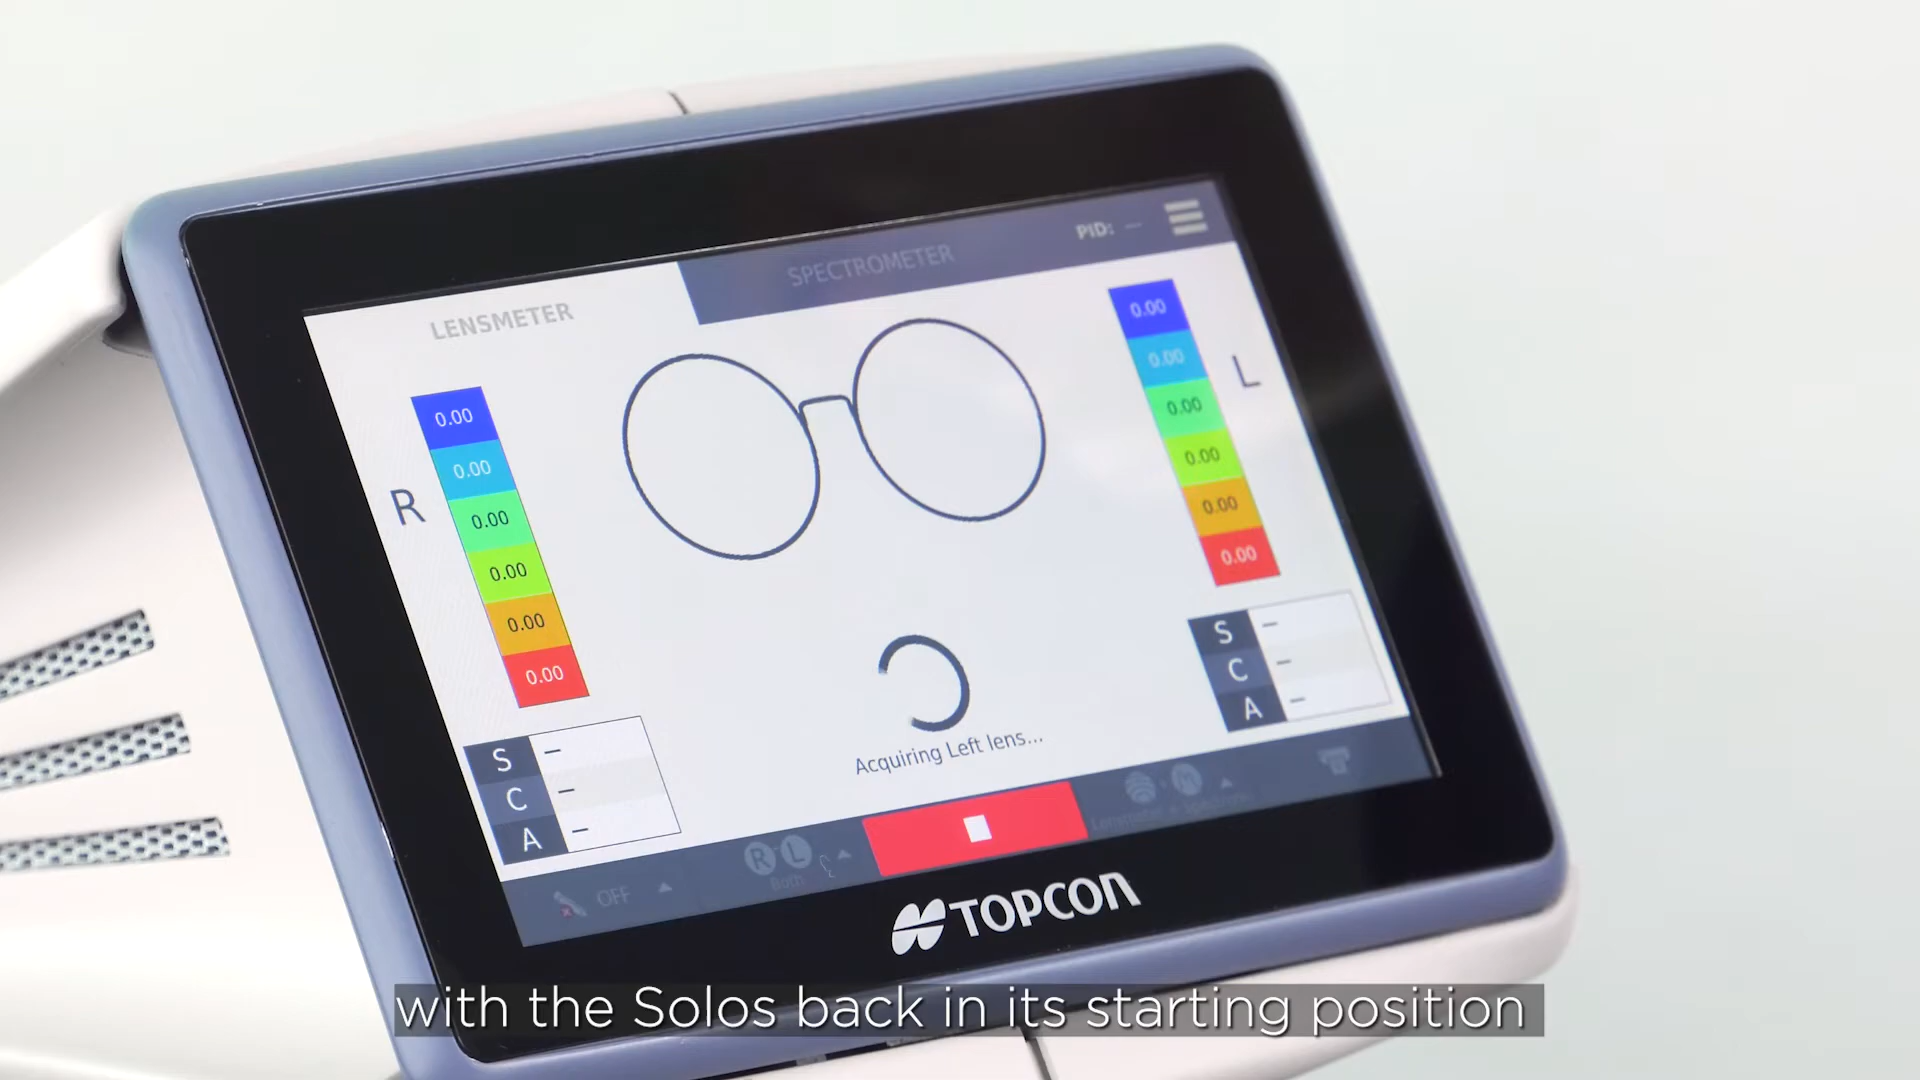 SPECTROMETER
PID: --
LENSMETER
R
0.00
0.00
0.00
0.00
0.00
0.00
0.00
0.00
0.00
0.00
0.00
0.00
L
S –
C –
A –
S –
C –
A –
Acquiring Left lens...
OFF
R L
Both
M
TOPCON
with the Solos back in its starting position